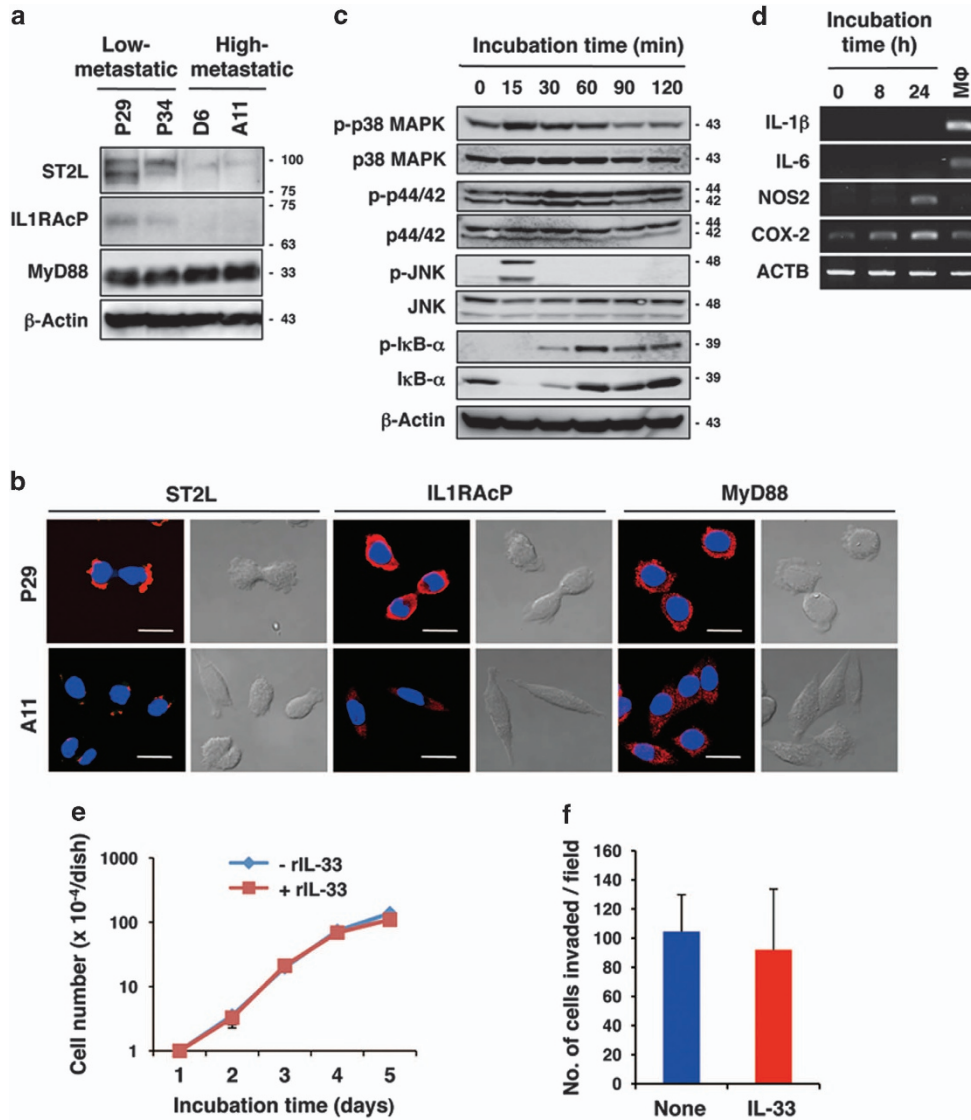 a
Low-
metastatic
High-
metastatic
P29
P34
D6
A11
ST2L
- 100
75
IL1RAcP
- 75
63
MyD88
- 33
β-Actin
- 43
c
Incubation time (min)
0 15 30 60 90 120
p-p38 MAPK
- 43
p38 MAPK
- 43
p-p44/42
- 44
- 42
p44/42
- 44
- 42
p-JNK
- 48
JNK
- 48
p-IκB-α
- 39
IκB-α
- 39
β-Actin
- 43
d
Incubation
time (h)
0 8 24
MΦ
IL-1β
IL-6
NOS2
COX-2
ACTB
b
ST2L IL1RAcP MyD88
P29
A11
e
Cell number (x 10⁻⁴/dish)
1000
100
10
1
- rIL-33
+ rIL-33
1 2 3 4 5
Incubation time (days)
f
No. of cells invaded / field
160
140
120
100
80
60
40
20
0
None IL-33